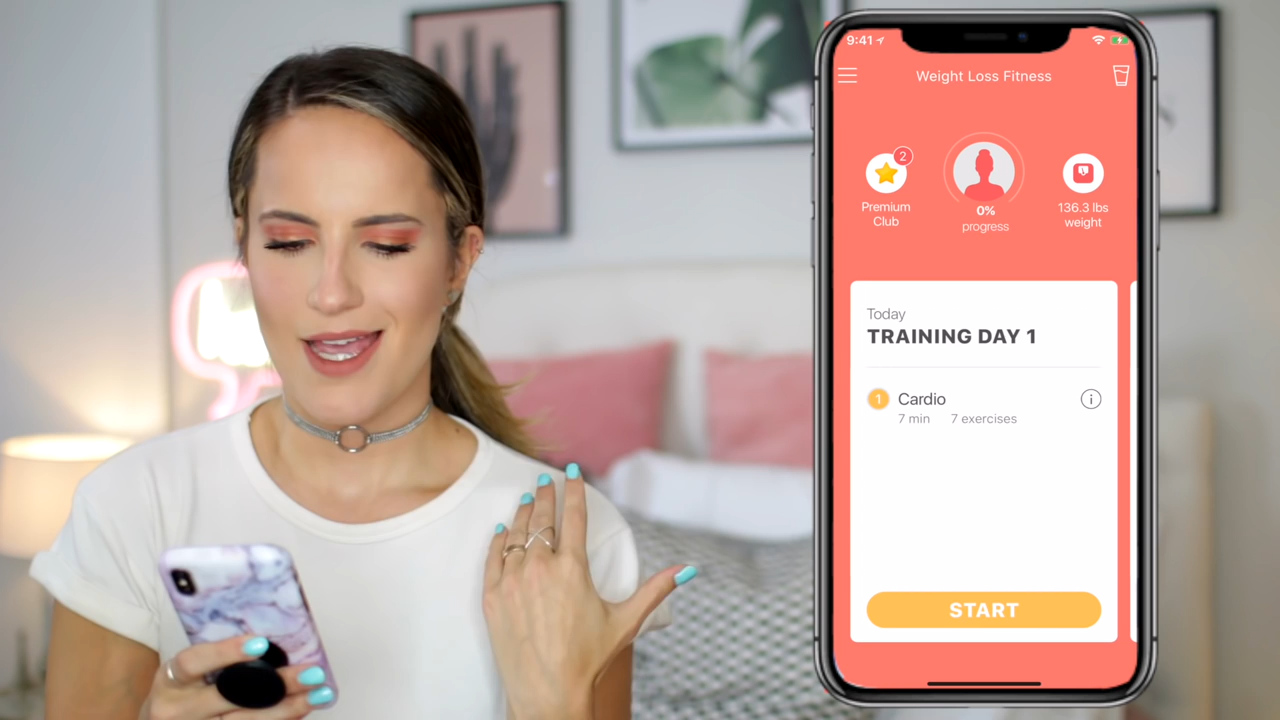 9:41
Weight Loss Fitness
2
Premium
Club
0%
progress
136.3 lbs
weight
Today
TRAINING DAY 1
1 Cardio
7 min 7 exercises
START